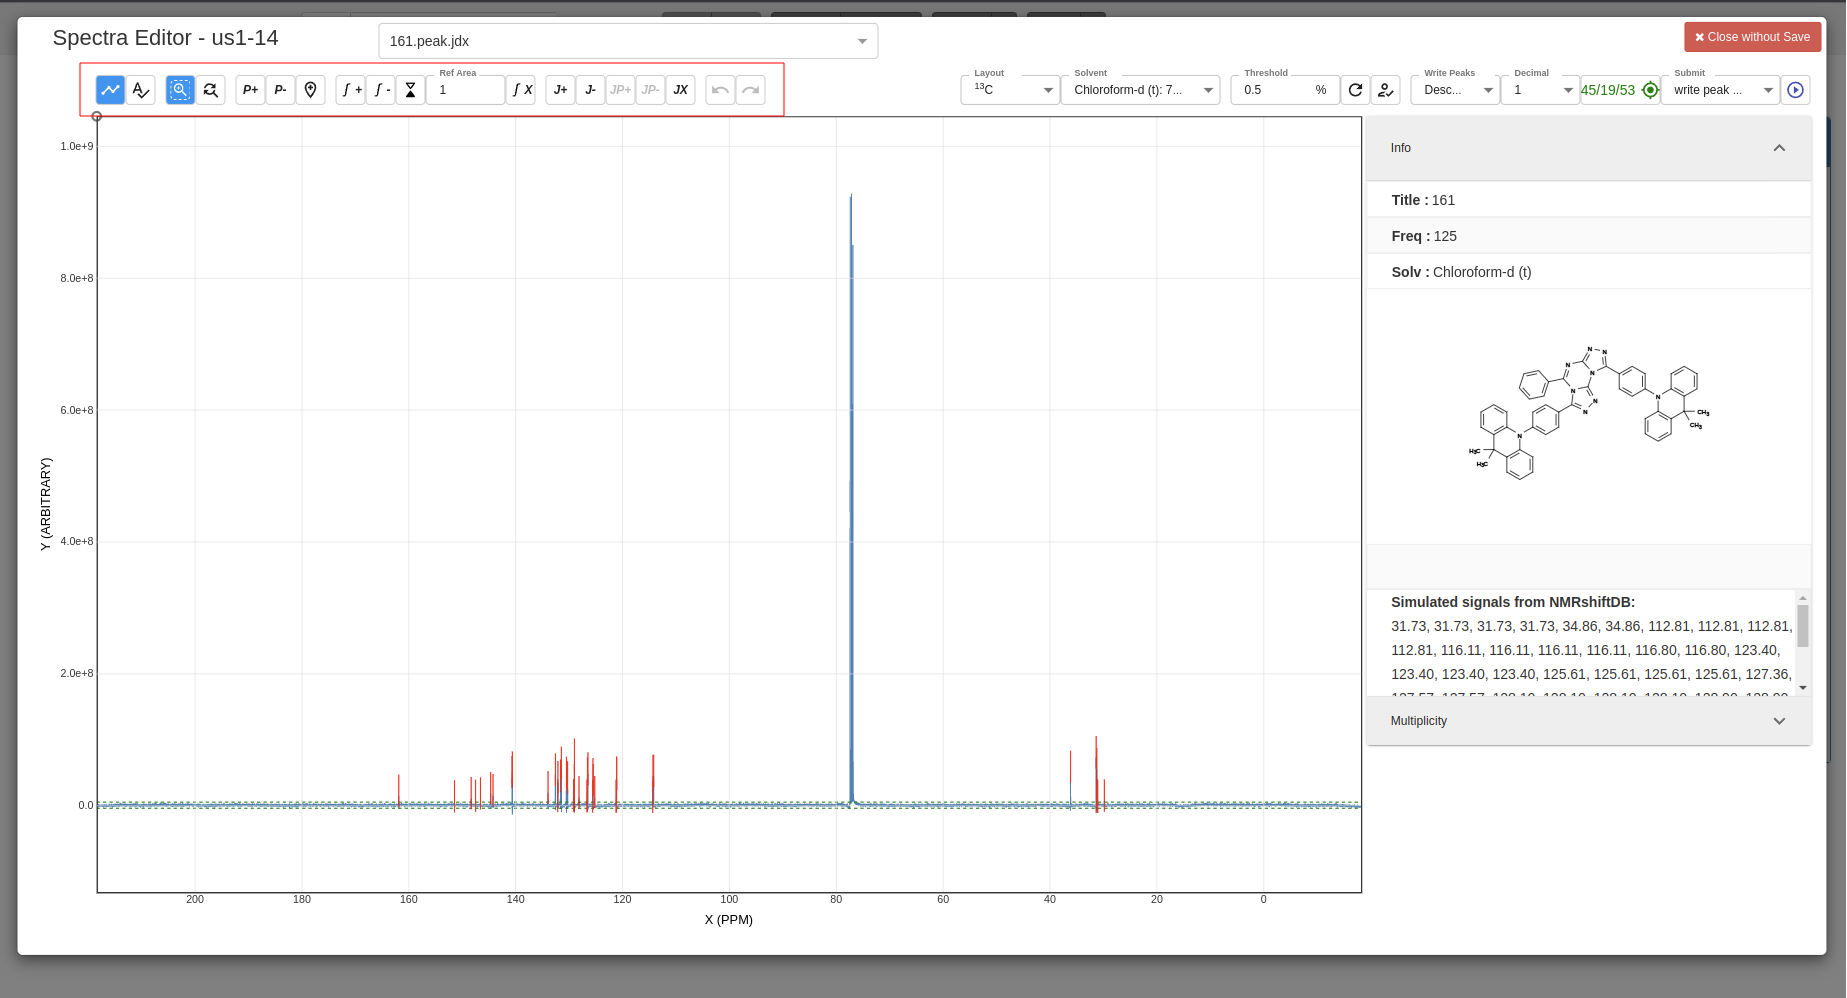 Spectra Editor - us1-14
161.peak.jdx
✖ Close without Save
Ref Area
Layout
Solvent
Threshold
Write Peaks
Decimal
Submit
P+ P- ∫ + ∫ - 1 ∫ X J+ J- JP+ JP- JX
13C
Chloroform-d (t): 7...
0.5 %
Desc...
1
45/19/53
write peak ...
1.0e+9
8.0e+8
6.0e+8
4.0e+8
2.0e+8
0.0
Y (ARBITRARY)
200 180 160 140 120 100 80 60 40 20 0
X (PPM)
Info
Title : 161
Freq : 125
Solv : Chloroform-d (t)
N N
N
N
N
N
N
N
N
CH3
CH3
H3C
H3C
Simulated signals from NMRshiftDB:
31.73, 31.73, 31.73, 31.73, 34.86, 34.86, 112.81, 112.81, 112.81,
112.81, 116.11, 116.11, 116.11, 116.11, 116.80, 116.80, 123.40,
123.40, 123.40, 123.40, 125.61, 125.61, 125.61, 125.61, 127.36,
Multiplicity